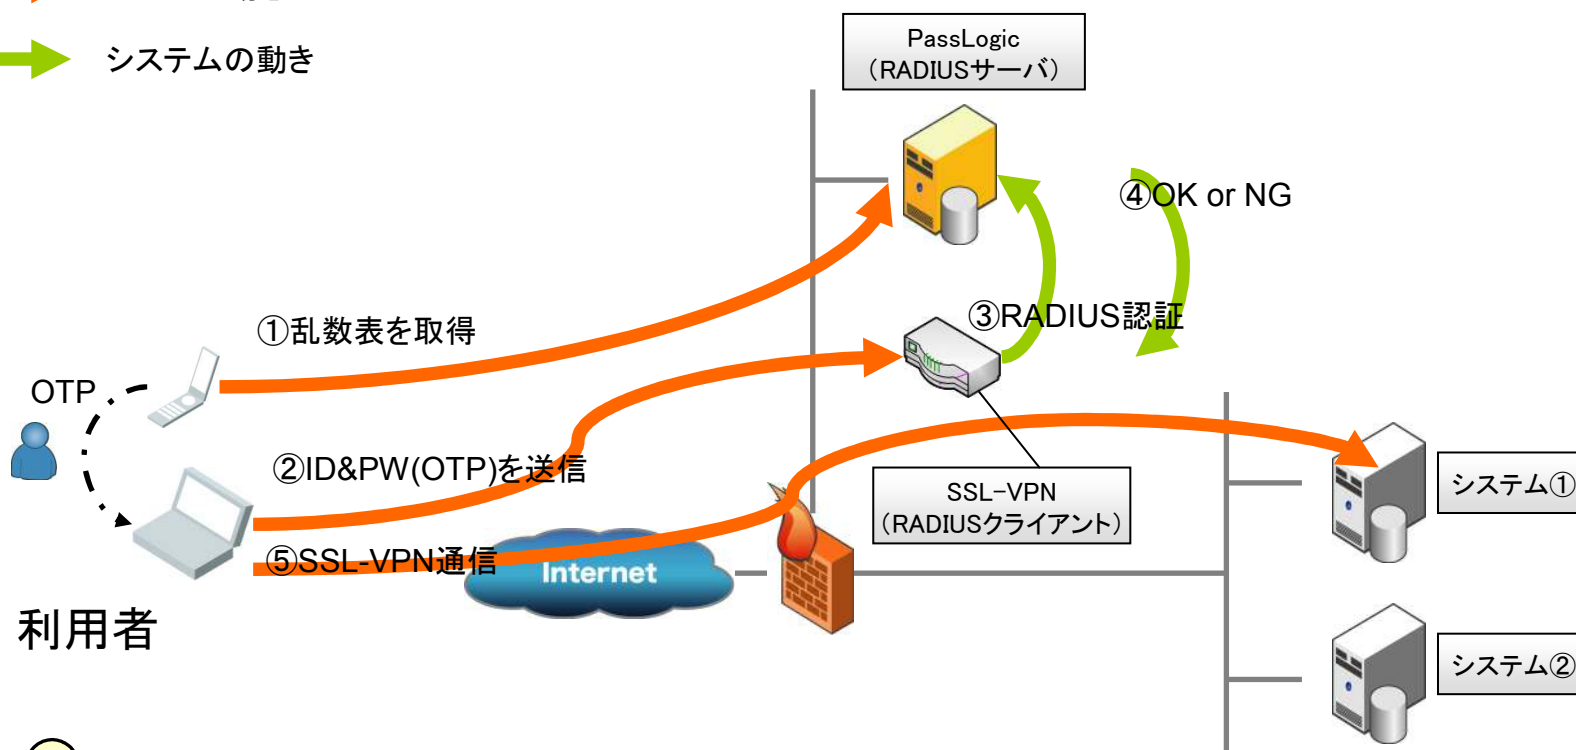 システムの動き
PassLogic
（RADIUSサーバ）
④OK or NG
③RADIUS認証
①乱数表を取得
OTP
②ID&PW(OTP)を送信
SSL-VPN
（RADIUSクライアント）
システム①
⑤SSL-VPN通信
Internet
利用者
システム②